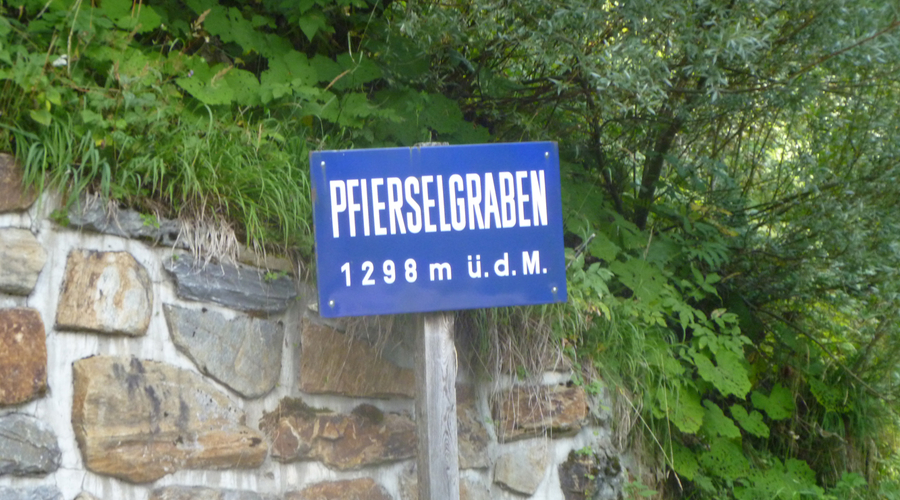 PFIERSELGRABEN
1298 m ü.d.M.